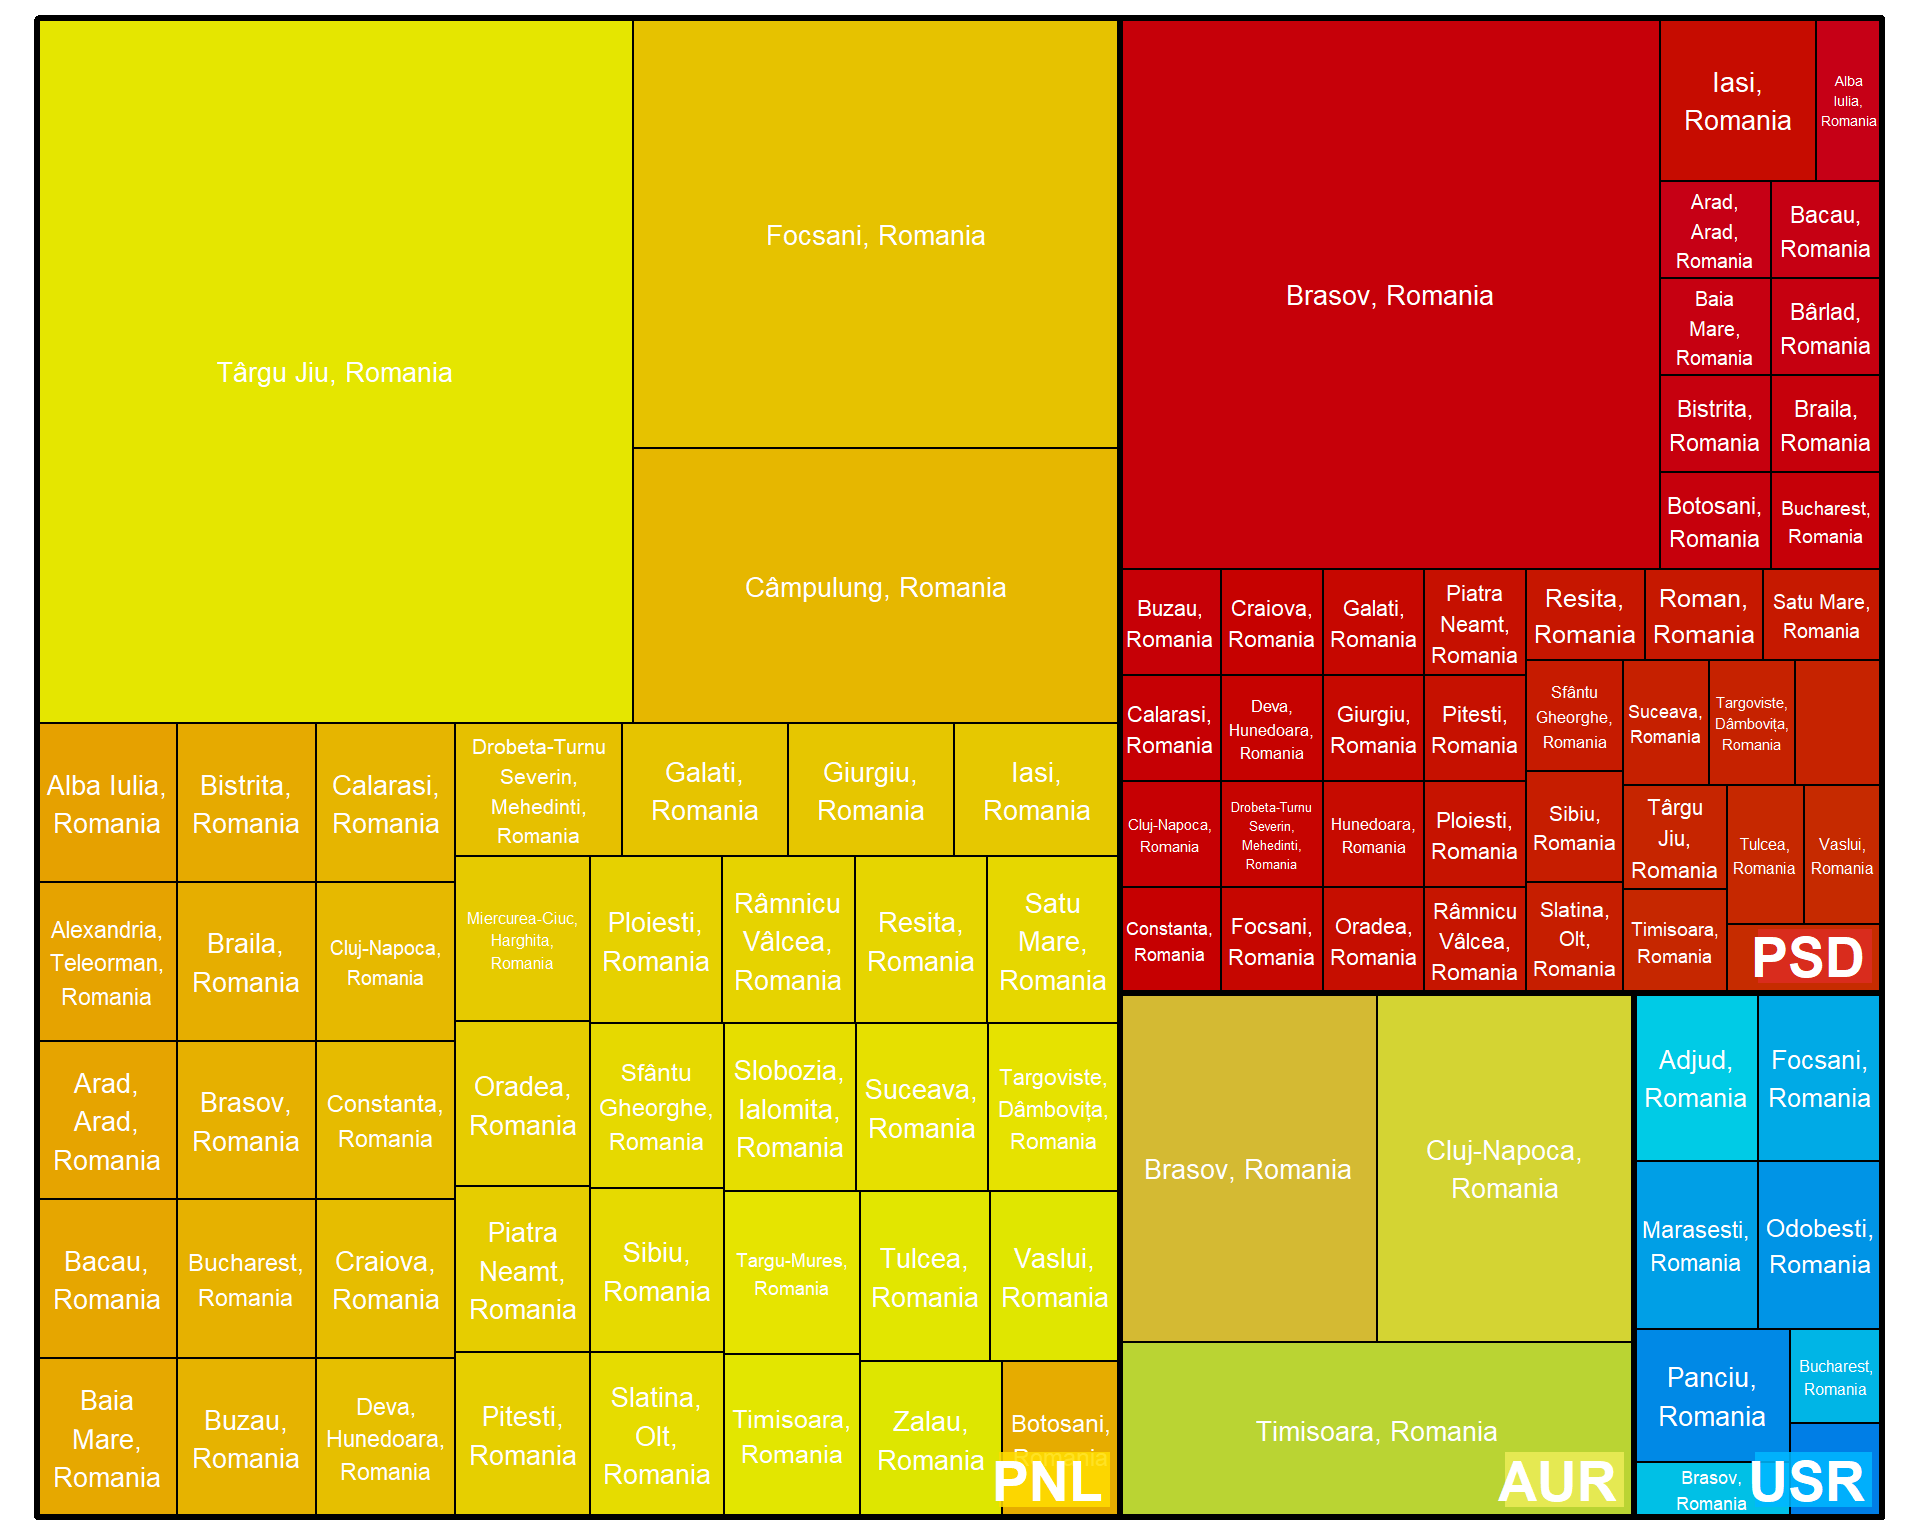 Târgu Jiu, Romania
Focsani, Romania
Câmpulung, Romania
Alba Iulia,
Romania
Bistrita,
Romania
Calarasi,
Romania
Drobeta-Turnu
Severin,
Mehedinti,
Romania
Galati,
Romania
Giurgiu,
Romania
Iasi,
Romania
Alexandria,
Teleorman,
Romania
Braila,
Romania
Cluj-Napoca,
Romania
Miercurea-Ciuc,
Harghita,
Romania
Ploiesti,
Romania
Râmnicu
Vâlcea,
Romania
Resita,
Romania
Satu
Mare,
Romania
Arad,
Arad,
Romania
Brasov,
Romania
Constanta,
Romania
Oradea,
Romania
Sfântu
Gheorghe,
Romania
Slobozia,
Ialomita,
Romania
Suceava,
Romania
Targoviste,
Dâmbovița,
Romania
Bacau,
Romania
Bucharest,
Romania
Craiova,
Romania
Piatra
Neamt,
Romania
Sibiu,
Romania
Targu-Mures,
Romania
Tulcea,
Romania
Vaslui,
Romania
Baia
Mare,
Romania
Buzau,
Romania
Deva,
Hunedoara,
Romania
Pitesti,
Romania
Slatina,
Olt,
Romania
Timisoara,
Romania
Zalau,
Romania
Botosani,
Romania
PNL
Brasov, Romania
Iasi,
Romania
Alba
Iulia,
Romania
Arad,
Arad,
Romania
Bacau,
Romania
Baia
Mare,
Romania
Bârlad,
Romania
Bistrita,
Romania
Braila,
Romania
Botosani,
Romania
Bucharest,
Romania
Buzau,
Romania
Craiova,
Romania
Galati,
Romania
Piatra
Neamt,
Romania
Resita,
Romania
Roman,
Romania
Satu Mare,
Romania
Calarasi,
Romania
Deva,
Hunedoara,
Romania
Giurgiu,
Romania
Pitesti,
Romania
Sfântu
Gheorghe,
Romania
Suceava,
Romania
Targoviste,
Dâmbovița,
Romania
Cluj-Napoca,
Romania
Drobeta-Turnu
Severin,
Mehedinti,
Romania
Hunedoara,
Romania
Ploiesti,
Romania
Sibiu,
Romania
Târgu
Jiu,
Romania
Tulcea,
Romania
Vaslui,
Romania
Constanta,
Romania
Focsani,
Romania
Oradea,
Romania
Râmnicu
Vâlcea,
Romania
Slatina,
Olt,
Romania
Timisoara,
Romania
PSD
Brasov, Romania
Cluj-Napoca,
Romania
Timisoara, Romania
AUR
Adjud,
Romania
Focsani,
Romania
Marasesti,
Romania
Odobesti,
Romania
Panciu,
Romania
Bucharest,
Romania
Brasov,
Romania
USR